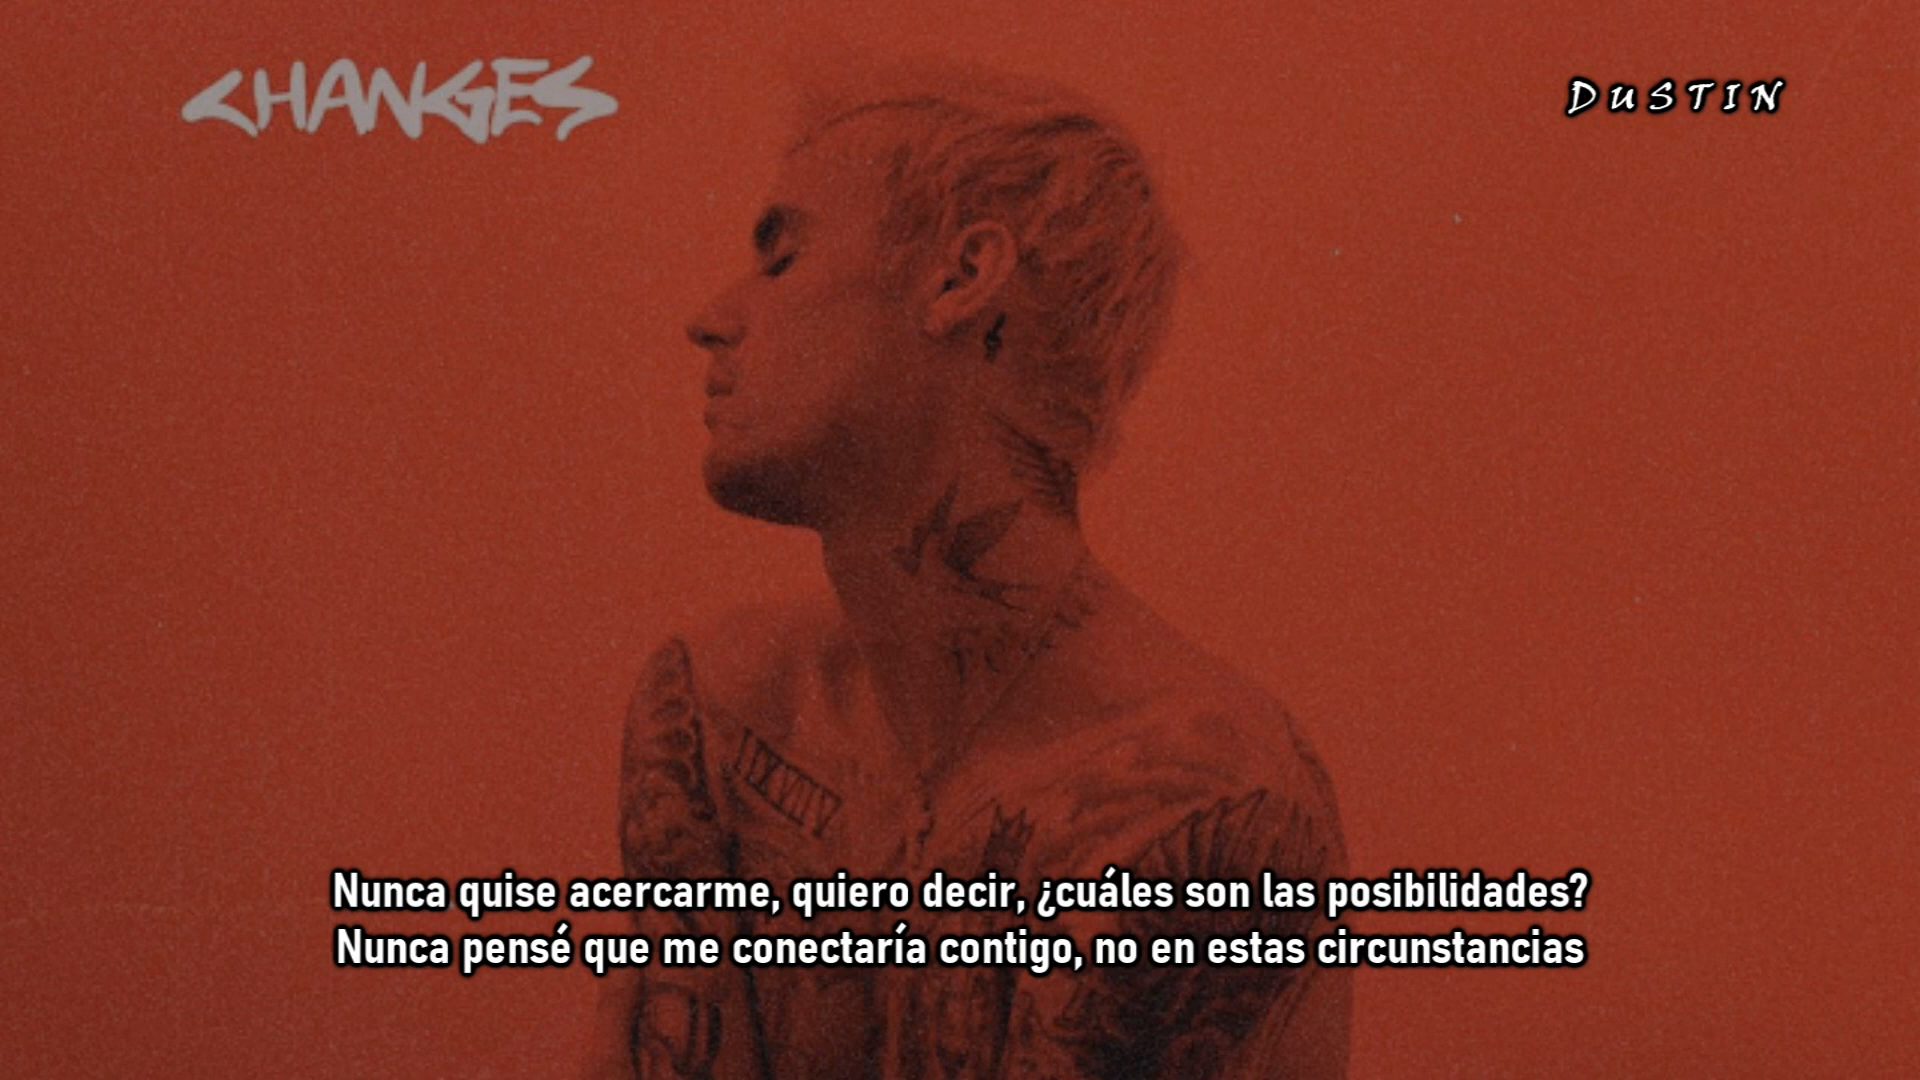 CHANGES
DUSTIN
Nunca quise acercarme, quiero decir, ¿cuáles son las posibilidades?
Nunca pensé que me conectaría contigo, no en estas circunstancias